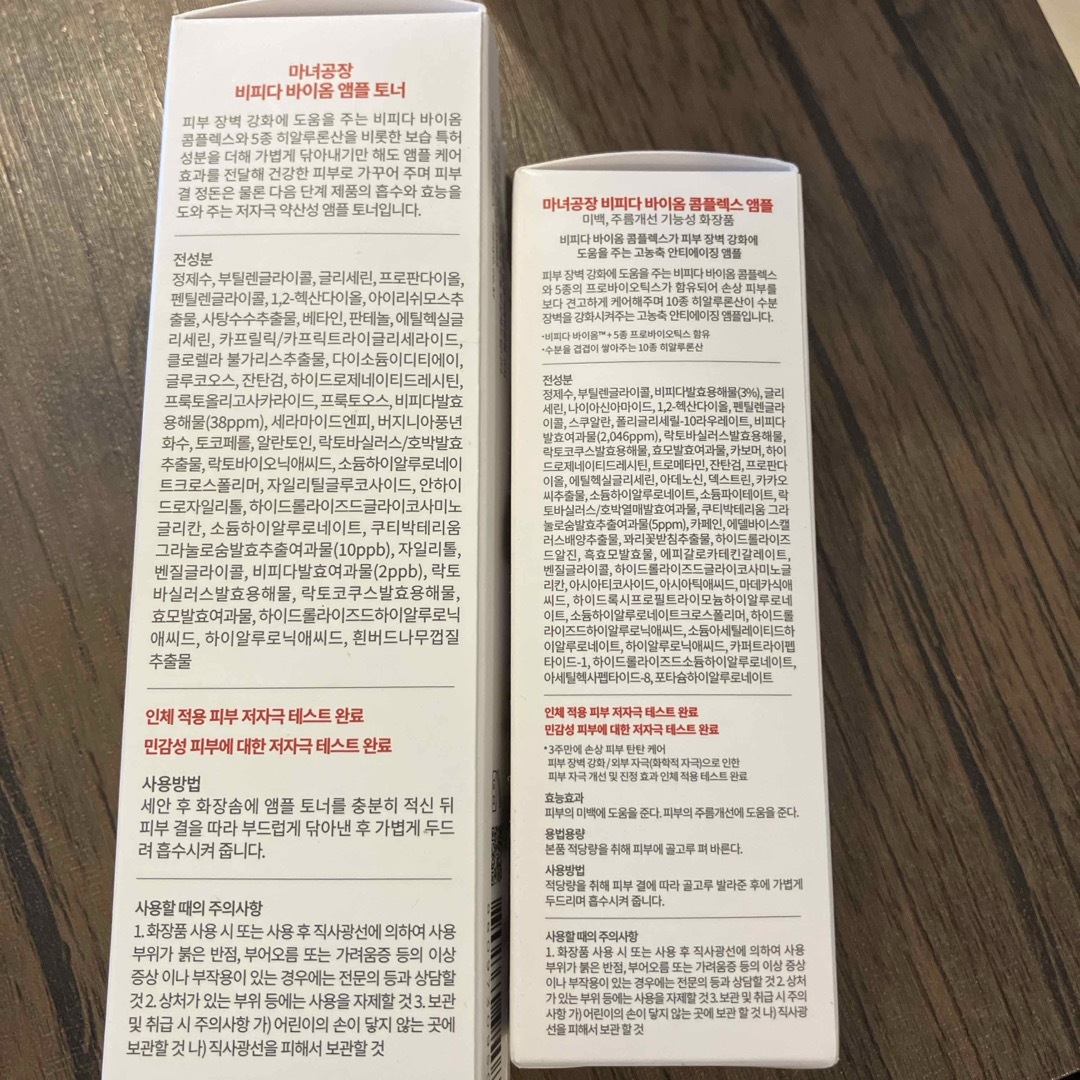 마녀공장
비피다 바이옴 앰플 토너
피부 장벽 강화에 도움을 주는 비피다 바이옴
콤플렉스와 5종 히알루론산을 비롯한 보습 특허
성분을 더해 가볍게 닦아내기만 해도 앰플 케어
효과를 전달해 건강한 피부로 가꾸어 주며 피부
결 정돈은 물론 다음 단계 제품의 흡수와 효능을
도와 주는 저자극 약산성 앰플 토너입니다.
전성분
정제수, 부틸렌글라이콜, 글리세린, 프로판다이올,
펜틸렌글라이콜, 1,2-헥산다이올, 아이리쉬모스추
출물, 사탕수수추출물, 베타인, 판테놀, 에틸헥실글
리세린, 카프릴릭/카프릭트라이글리세라이드,
클로렐라 불가리스추출물, 다이소듐이디티에이,
글루코오스, 잔탄검, 하이드로제네이티드레시틴,
프룩토올리고사카라이드, 프룩토오스, 비피다발효
용해물(38ppm), 세라마이드엔피, 버지니아풍년
화수, 토코페롤, 알란토인, 락토바실러스/호박발효
추출물, 락토바이오닉애씨드, 소듐하이알루로네이
트크로스폴리머, 자일리틸글루코사이드, 안하이
드로자일리톨, 하이드롤라이즈드글라이코사미노
글리칸, 소듐하이알루로네이트, 쿠티박테리움
그라눌로숨발효추출여과물(10ppb), 자일리톨,
벤질글라이콜, 비피다발효여과물(2ppb), 락토
바실러스발효용해물, 락토코쿠스발효용해물,
효모발효여과물, 하이드롤라이즈드하이알루로닉
애씨드, 하이알루로닉애씨드, 흰버드나무껍질
추출물
인체 적용 피부 저자극 테스트 완료
민감성 피부에 대한 저자극 테스트 완료
사용방법
세안 후 화장솜에 앰플 토너를 충분히 적신 뒤
피부 결을 따라 부드럽게 닦아낸 후 가볍게 두드
려 흡수시켜 줍니다.
사용할 때의 주의사항
1. 화장품 사용 시 또는 사용 후 직사광선에 의하여 사용
부위가 붉은 반점, 부어오름 또는 가려움증 등의 이상
증상 이나 부작용이 있는 경우에는 전문의 등과 상담할
것 2. 상처가 있는 부위 등에는 사용을 자제할 것 3. 보관
및 취급 시 주의사항 가) 어린이의 손이 닿지 않는 곳에
보관할 것 나) 직사광선을 피해서 보관할 것
마녀공장 비피다 바이옴 콤플렉스 앰플
미백, 주름개선 기능성 화장품
비피다 바이옴 콤플렉스가 피부 장벽 강화에
도움을 주는 고농축 안티에이징 앰플
피부 장벽 강화에 도움을 주는 비피다 바이옴 콤플렉스
와 5종의 프로바이오틱스가 함유되어 손상 피부를
보다 견고하게 케어해주며 10종 히알루론산이 수분
장벽을 강화시켜주는 고농축 안티에이징 앰플입니다.
·비피다 바이옴™ + 5종 프로바이오틱스 함유
·수분을 겹겹이 쌓아주는 10종 히알루론산
전성분
정제수, 부틸렌글라이콜, 비피다발효용해물(3%), 글리
세린, 나이아신아마이드, 1,2-헥산다이올, 펜틸렌글라
이콜, 스쿠알란, 폴리글리세릴-10라우레이트, 비피다
발효여과물(2,046ppm), 락토바실러스발효용해물,
락토코쿠스발효용해물, 효모발효여과물, 카보머, 하이
드로제네이티드레시틴, 트로메타민, 잔탄검, 프로판다
이올, 에틸헥실글리세린, 아데노신, 덱스트린, 카카오
씨추출물, 소듐하이알루로네이트, 소듐파이테이트, 락
토바실러스/호박열매발효여과물, 쿠티박테리움 그라
눌로숨발효추출여과물(5ppm), 카페인, 에델바이스캘
러스배양추출물, 꽈리꽃받침추출물, 하이드롤라이즈
드알진, 흑효모발효물, 에피갈로카테킨갈레이트,
벤질글라이콜, 하이드롤라이즈드글라이코사미노글
리칸, 아시아티코사이드, 아시아틱애씨드, 마데카식애
씨드, 하이드록시프로필트라이모늄하이알루로네
이트, 소듐하이알루로네이트크로스폴리머, 하이드롤
라이즈드하이알루로닉애씨드, 소듐아세틸레이티드하
이알루로네이트, 하이알루로닉애씨드, 카퍼트라이펩
타이드-1, 하이드롤라이즈드소듐하이알루로네이트,
아세틸헥사펩타이드-8, 포타슘하이알루로네이트
인체 적용 피부 저자극 테스트 완료
민감성 피부에 대한 저자극 테스트 완료
*3주만에 손상 피부 탄탄 케어
피부 장벽 강화 / 외부 자극(화학적 자극)으로 인한
피부 자극 개선 및 진정 효과 인체 적용 테스트 완료
효능효과
피부의 미백에 도움을 준다. 피부의 주름개선에 도움을 준다.
용법용량
본품 적당량을 취해 피부에 골고루 펴 바른다.
사용방법
적당량을 취해 피부 결에 따라 골고루 발라준 후에 가볍게
두드리며 흡수시켜 줍니다.
사용할 때의 주의사항
1. 화장품 사용 시 또는 사용 후 직사광선에 의하여 사용
부위가 붉은 반점, 부어오름 또는 가려움증 등의 이상 증상
이나 부작용이 있는 경우에는 전문의 등과 상담할 것 2. 상처
가 있는 부위 등에는 사용을 자제할 것 3. 보관 및 취급 시 주의
사항 가) 어린이의 손이 닿지 않는 곳에 보관할 것 나) 직사광
선을 피해서 보관할 것